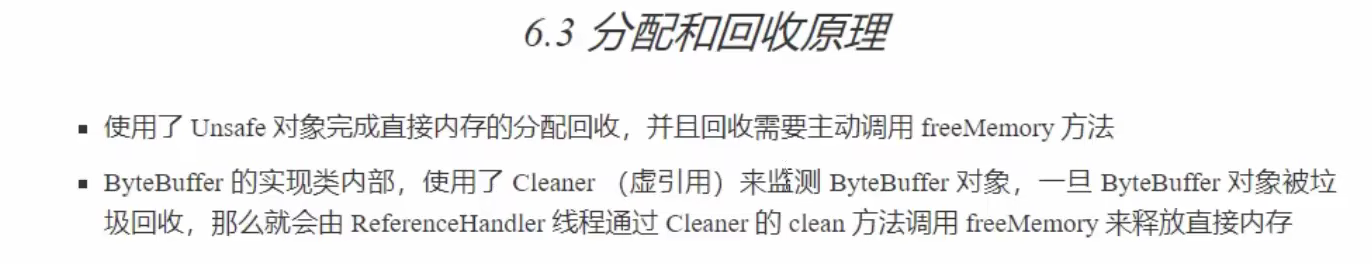 6.3 分配和回收原理
▪ 使用了 Unsafe 对象完成直接内存的分配回收，并且回收需要主动调用 freeMemory 方法
▪ ByteBuffer 的实现类内部，使用了 Cleaner （虚引用）来监测 ByteBuffer 对象，一旦 ByteBuffer 对象被垃
圾回收，那么就会由 ReferenceHandler 线程通过 Cleaner 的 clean 方法调用 freeMemory 来释放直接内存